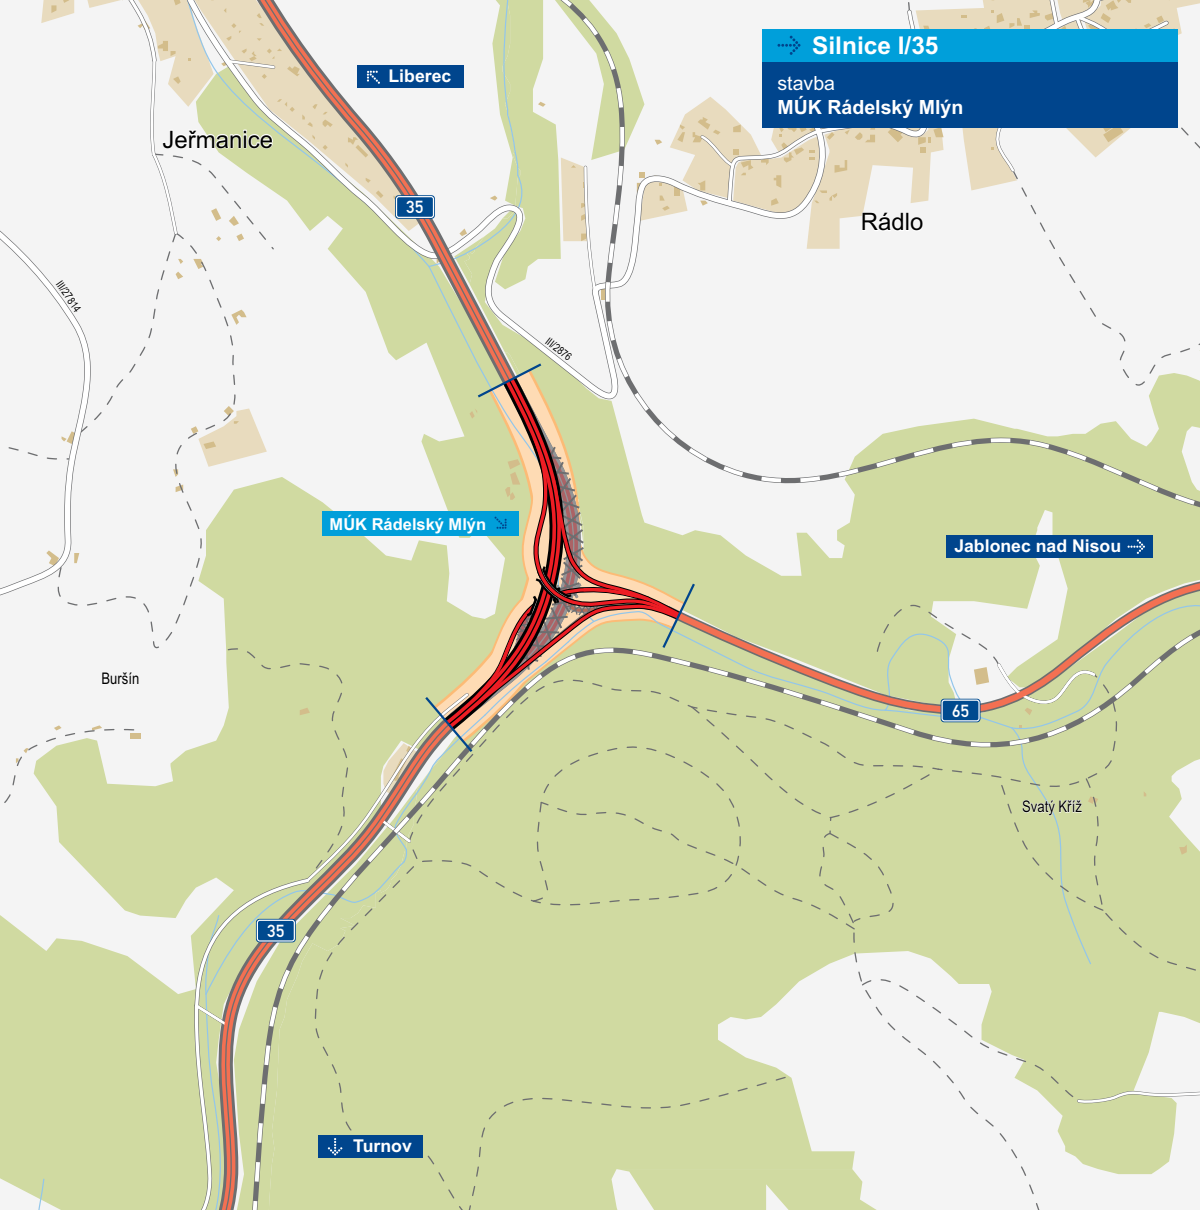 Silnice I/35
stavba
MÚK Rádelský Mlýn
Liberec
Jeřmanice
35
Rádlo
III/27814
III/2876
MÚK Rádelský Mlýn
Jablonec nad Nisou
Buršín
65
Svatý Kříž
35
Turnov